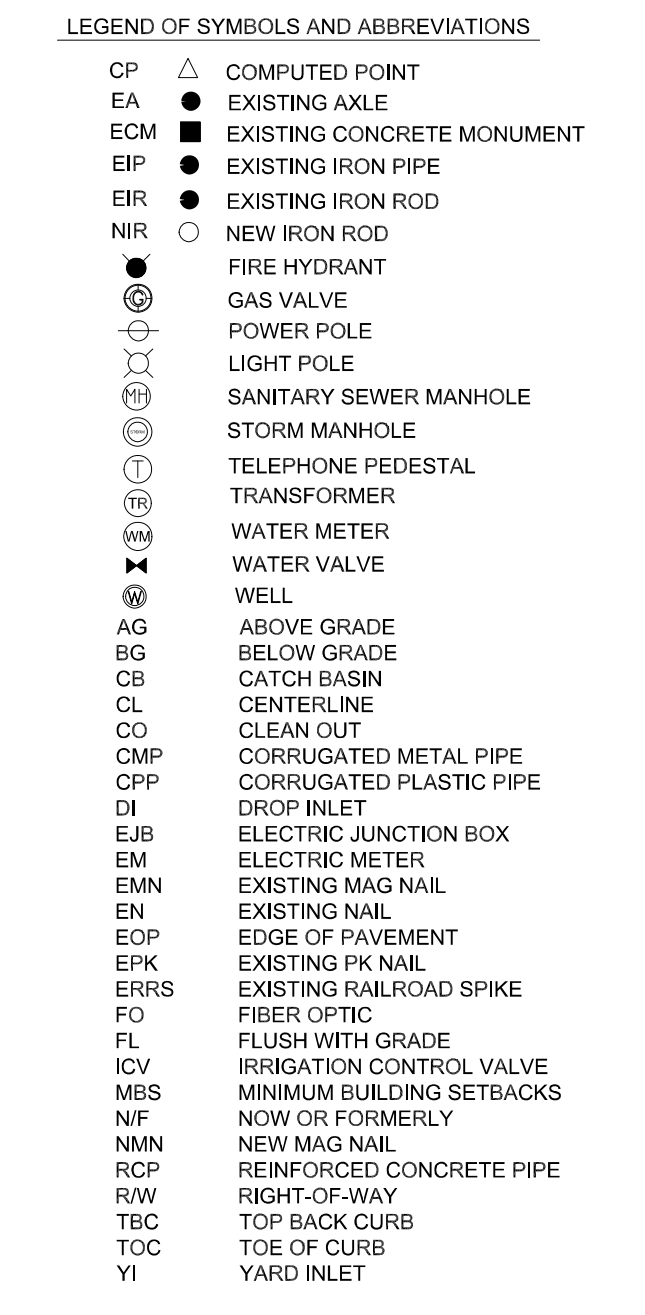 LEGEND OF SYMBOLS AND ABBREVIATIONS
CP COMPUTED POINT
EA EXISTING AXLE
ECM EXISTING CONCRETE MONUMENT
EIP EXISTING IRON PIPE
EIR EXISTING IRON ROD
NIR NEW IRON ROD
FIRE HYDRANT
G GAS VALVE
POWER POLE
LIGHT POLE
MH SANITARY SEWER MANHOLE
STORM STORM MANHOLE
T TELEPHONE PEDESTAL
TR TRANSFORMER
WM WATER METER
WATER VALVE
W WELL
AG ABOVE GRADE
BG BELOW GRADE
CB CATCH BASIN
CL CENTERLINE
CO CLEAN OUT
CMP CORRUGATED METAL PIPE
CPP CORRUGATED PLASTIC PIPE
DI DROP INLET
EJB ELECTRIC JUNCTION BOX
EM ELECTRIC METER
EMN EXISTING MAG NAIL
EN EXISTING NAIL
EOP EDGE OF PAVEMENT
EPK EXISTING PK NAIL
ERRS EXISTING RAILROAD SPIKE
FO FIBER OPTIC
FL FLUSH WITH GRADE
ICV IRRIGATION CONTROL VALVE
MBS MINIMUM BUILDING SETBACKS
N/F NOW OR FORMERLY
NMN NEW MAG NAIL
RCP REINFORCED CONCRETE PIPE
R/W RIGHT-OF-WAY
TBC TOP BACK CURB
TOC TOE OF CURB
YI YARD INLET